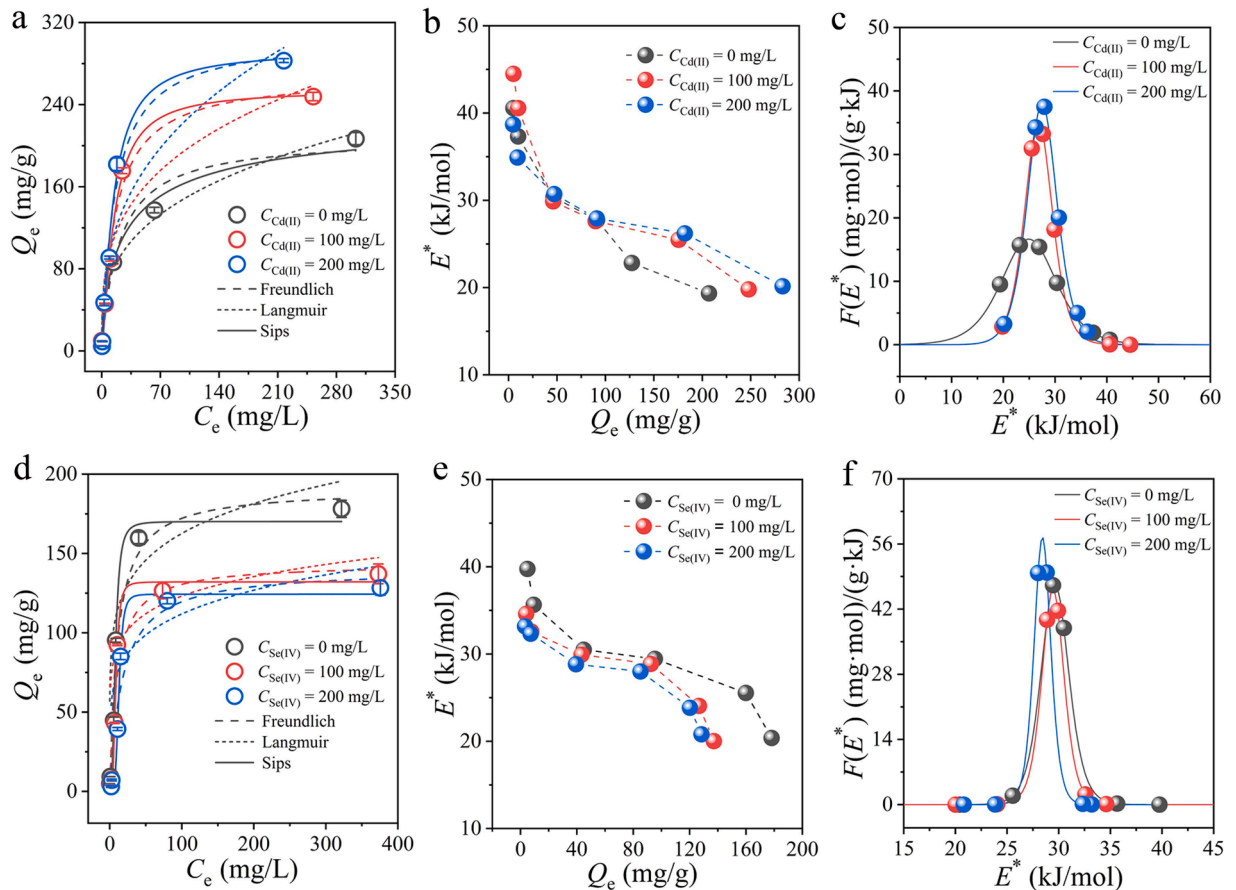 a
280
210
140
70
0
Qe (mg/g)
0 70 140 210 280 350
Ce (mg/L)
CCd(II) = 0 mg/L
CCd(II) = 100 mg/L
CCd(II) = 200 mg/L
Freundlich
Langmuir
Sips
b
50
40
30
20
10
E* (kJ/mol)
0 50 100 150 200 250 300
Qe (mg/g)
CCd(II) = 0 mg/L
CCd(II) = 100 mg/L
CCd(II) = 200 mg/L
c
50
40
30
20
10
0
F(E*) (mg·mol)/(g·kJ)
0 10 20 30 40 50 60
E* (kJ/mol)
CCd(II) = 0 mg/L
CCd(II) = 100 mg/L
CCd(II) = 200 mg/L
d
200
150
100
50
0
Qe (mg/g)
0 100 200 300 400
Ce (mg/L)
CSe(IV) = 0 mg/L
CSe(IV) = 100 mg/L
CSe(IV) = 200 mg/L
Freundlich
Langmuir
Sips
e
50
40
30
20
10
E* (kJ/mol)
0 40 80 120 160 200
Qe (mg/g)
CSe(IV) = 0 mg/L
CSe(IV) = 100 mg/L
CSe(IV) = 200 mg/L
f
70
56
42
28
14
0
F(E*) (mg·mol)/(g·kJ)
15 20 25 30 35 40 45
E* (kJ/mol)
CSe(IV) = 0 mg/L
CSe(IV) = 100 mg/L
CSe(IV) = 200 mg/L